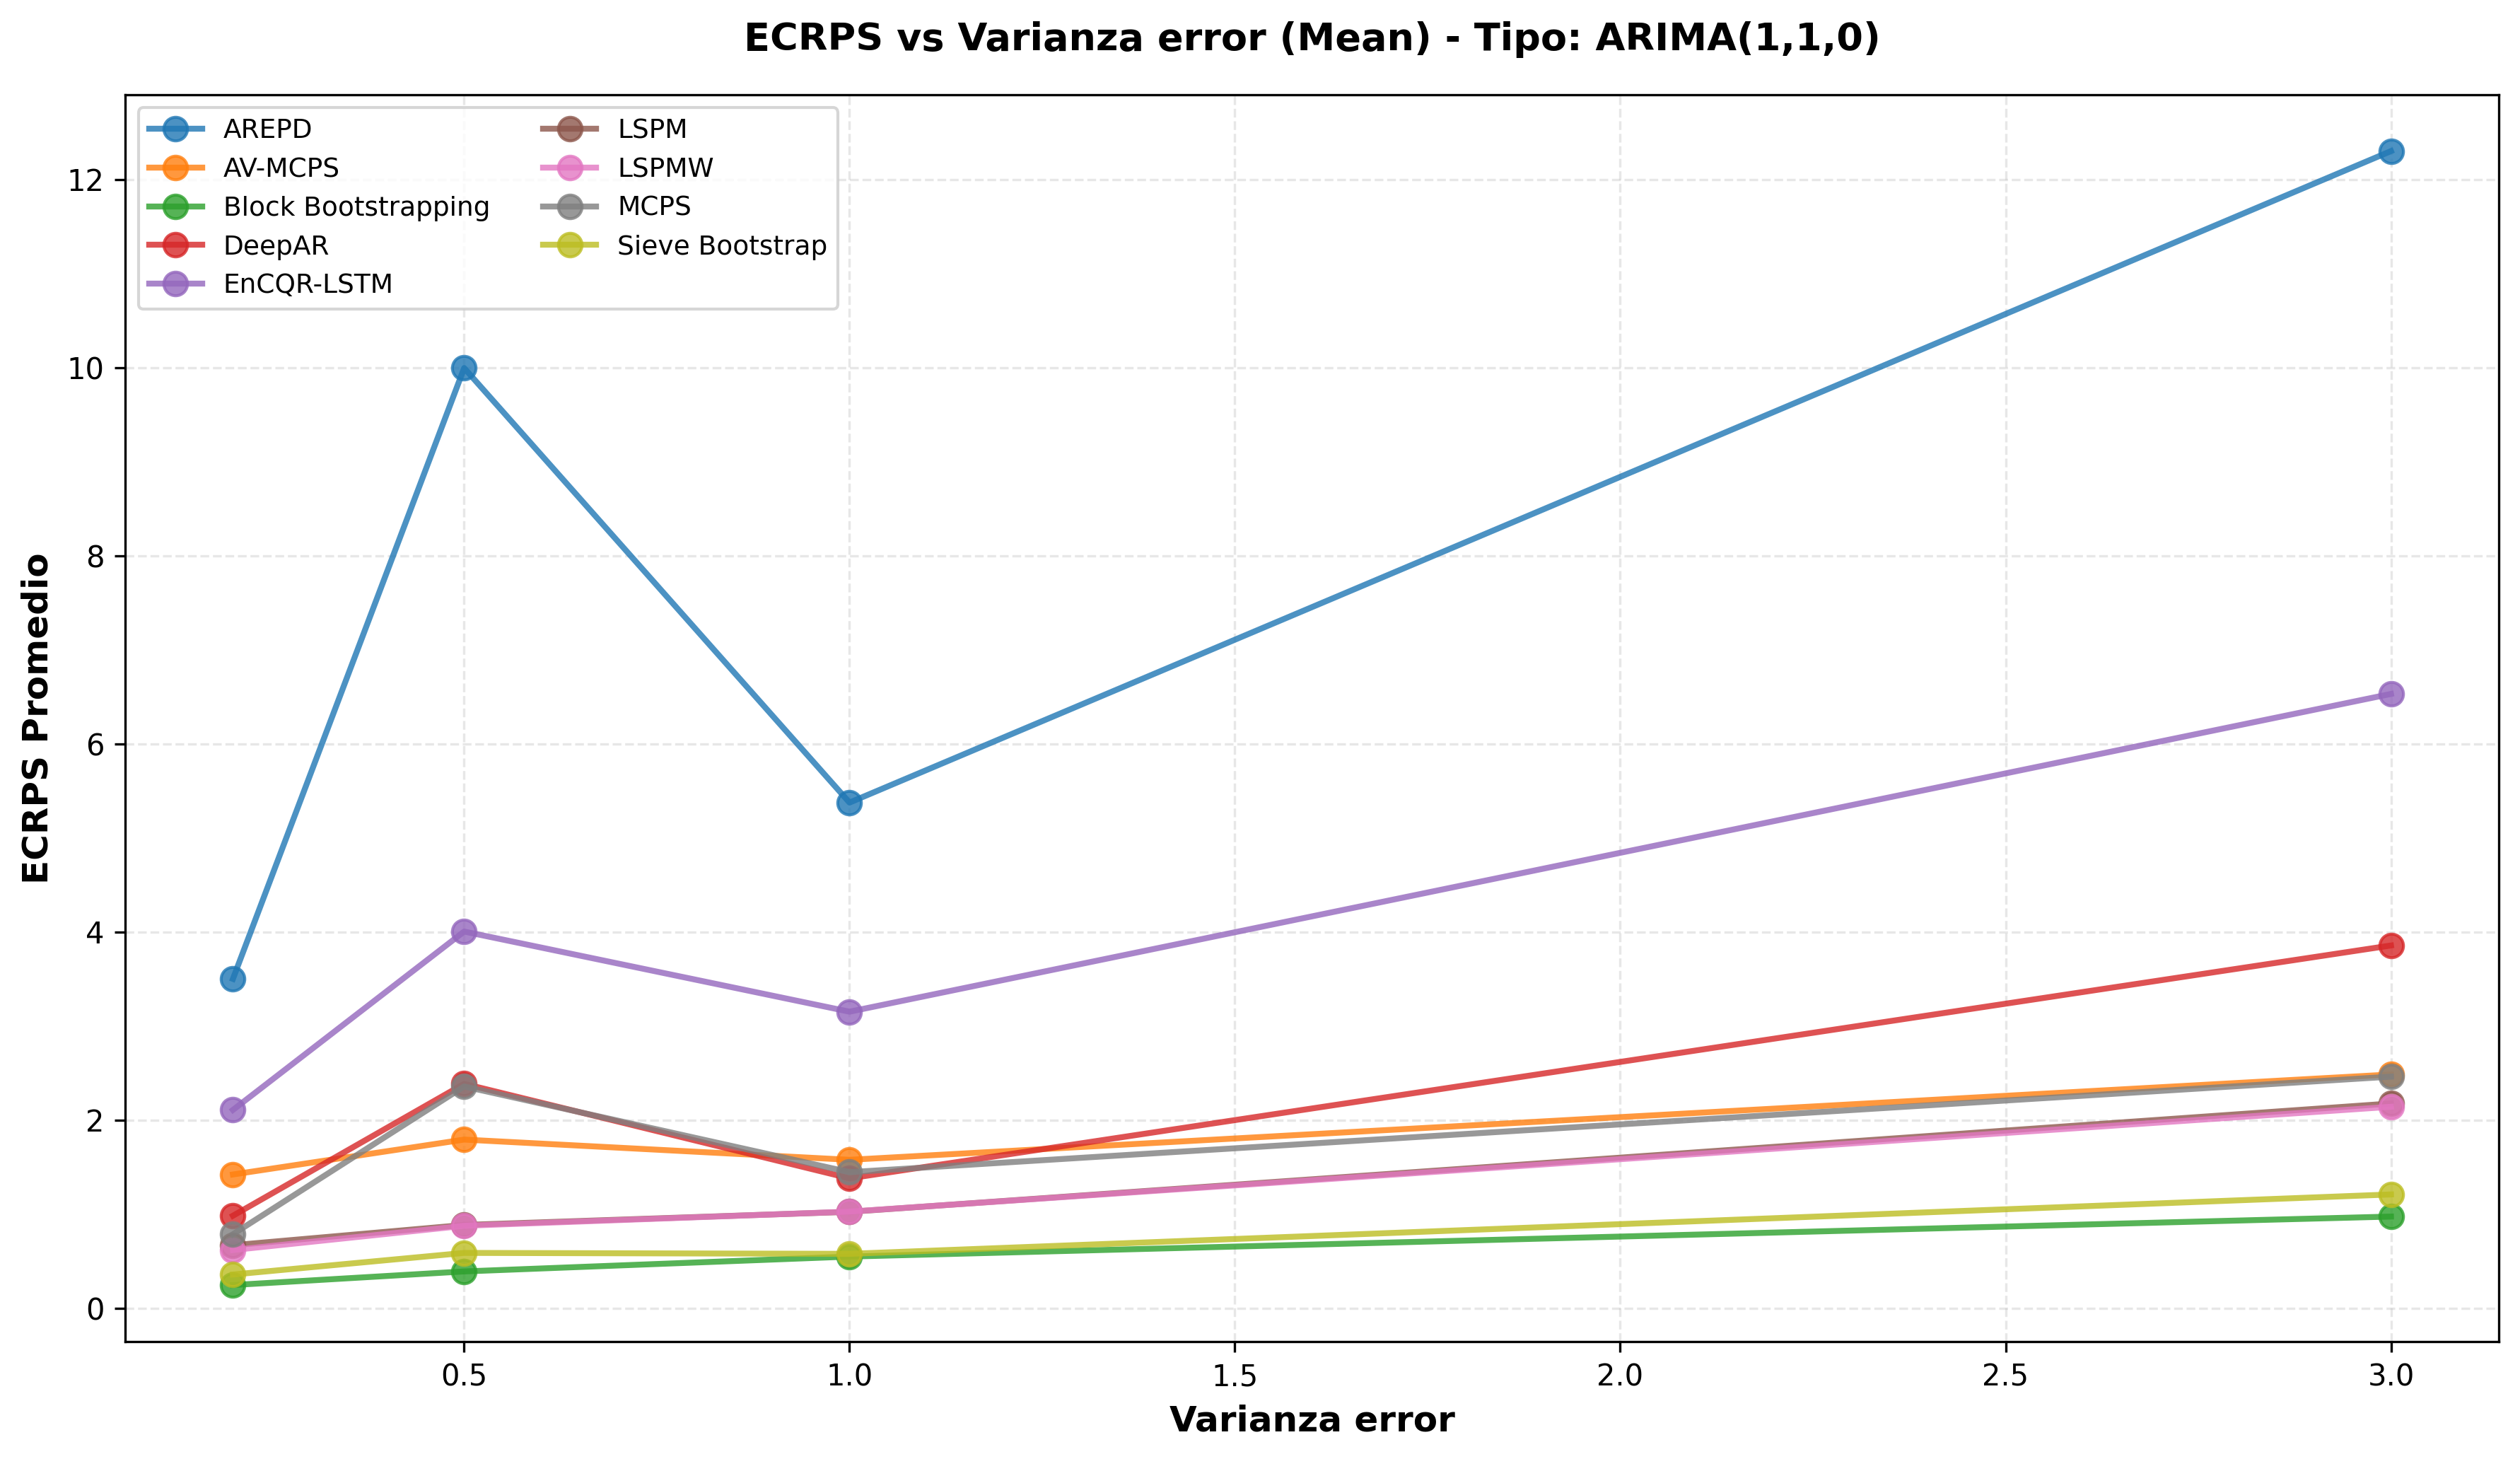 ECRPS vs Varianza error (Mean) - Tipo: ARIMA(1,1,0)
AREPD
AV-MCPS
Block Bootstrapping
DeepAR
EnCQR-LSTM
LSPM
LSPMW
MCPS
Sieve Bootstrap
ECRPS Promedio
12
10
8
6
4
2
0
0.5
1.0
1.5
2.0
2.5
3.0
Varianza error